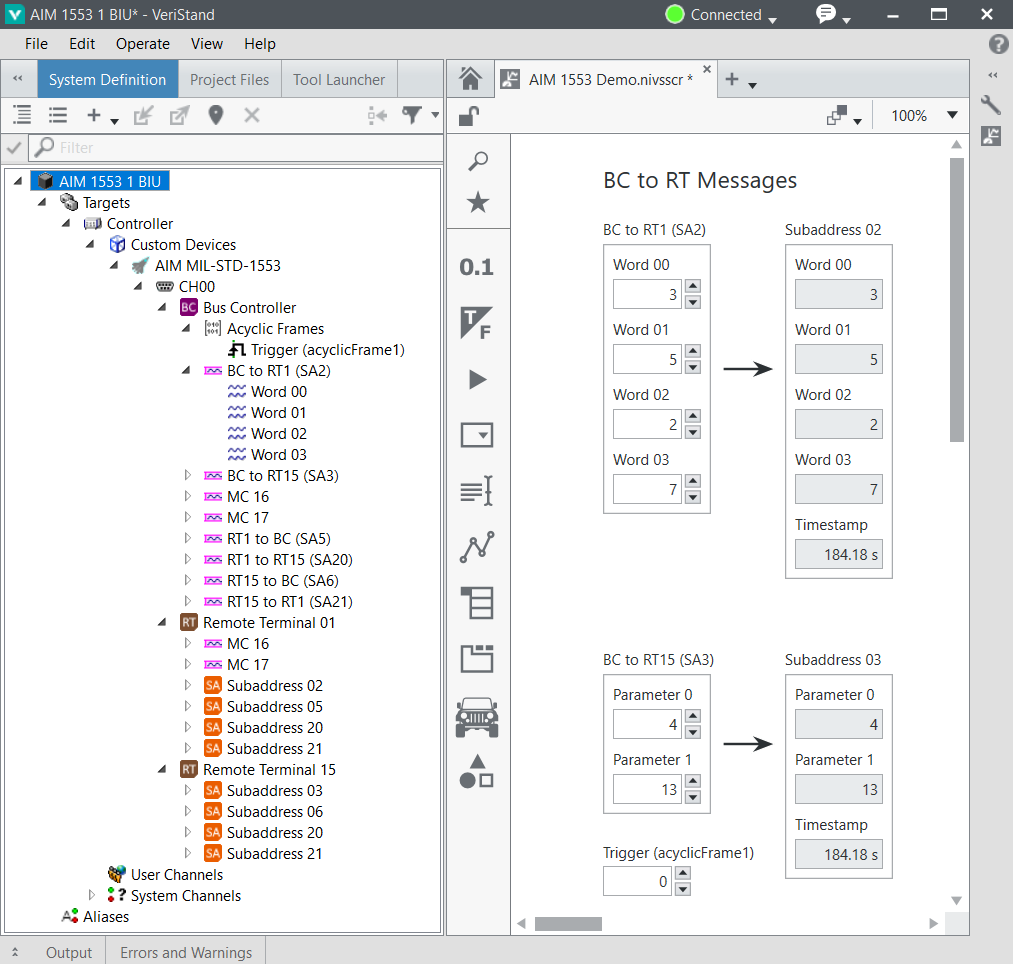 AIM 1553 1 BIU* - VeriStand
Connected
File Edit Operate View Help
System Definition Project Files Tool Launcher
AIM 1553 Demo.nivsscr *
100%
Filter
AIM 1553 1 BIU
Targets
Controller
Custom Devices
AIM MIL-STD-1553
CH00
BC Bus Controller
Acyclic Frames
Trigger (acyclicFrame1)
BC to RT1 (SA2)
Word 00
Word 01
Word 02
Word 03
BC to RT15 (SA3)
MC 16
MC 17
RT1 to BC (SA5)
RT1 to RT15 (SA20)
RT15 to BC (SA6)
RT15 to RT1 (SA21)
RT Remote Terminal 01
MC 16
MC 17
SA Subaddress 02
SA Subaddress 05
SA Subaddress 20
SA Subaddress 21
RT Remote Terminal 15
SA Subaddress 03
SA Subaddress 06
SA Subaddress 20
SA Subaddress 21
User Channels
? System Channels
Aliases
0.1
T
F
BC to RT Messages
BC to RT1 (SA2)
Word 00
3
Word 01
5
Word 02
2
Word 03
7
Subaddress 02
Word 00
3
Word 01
5
Word 02
2
Word 03
7
Timestamp
184.18 s
BC to RT15 (SA3)
Parameter 0
4
Parameter 1
13
Subaddress 03
Parameter 0
4
Parameter 1
13
Timestamp
184.18 s
Trigger (acyclicFrame1)
0
Output Errors and Warnings